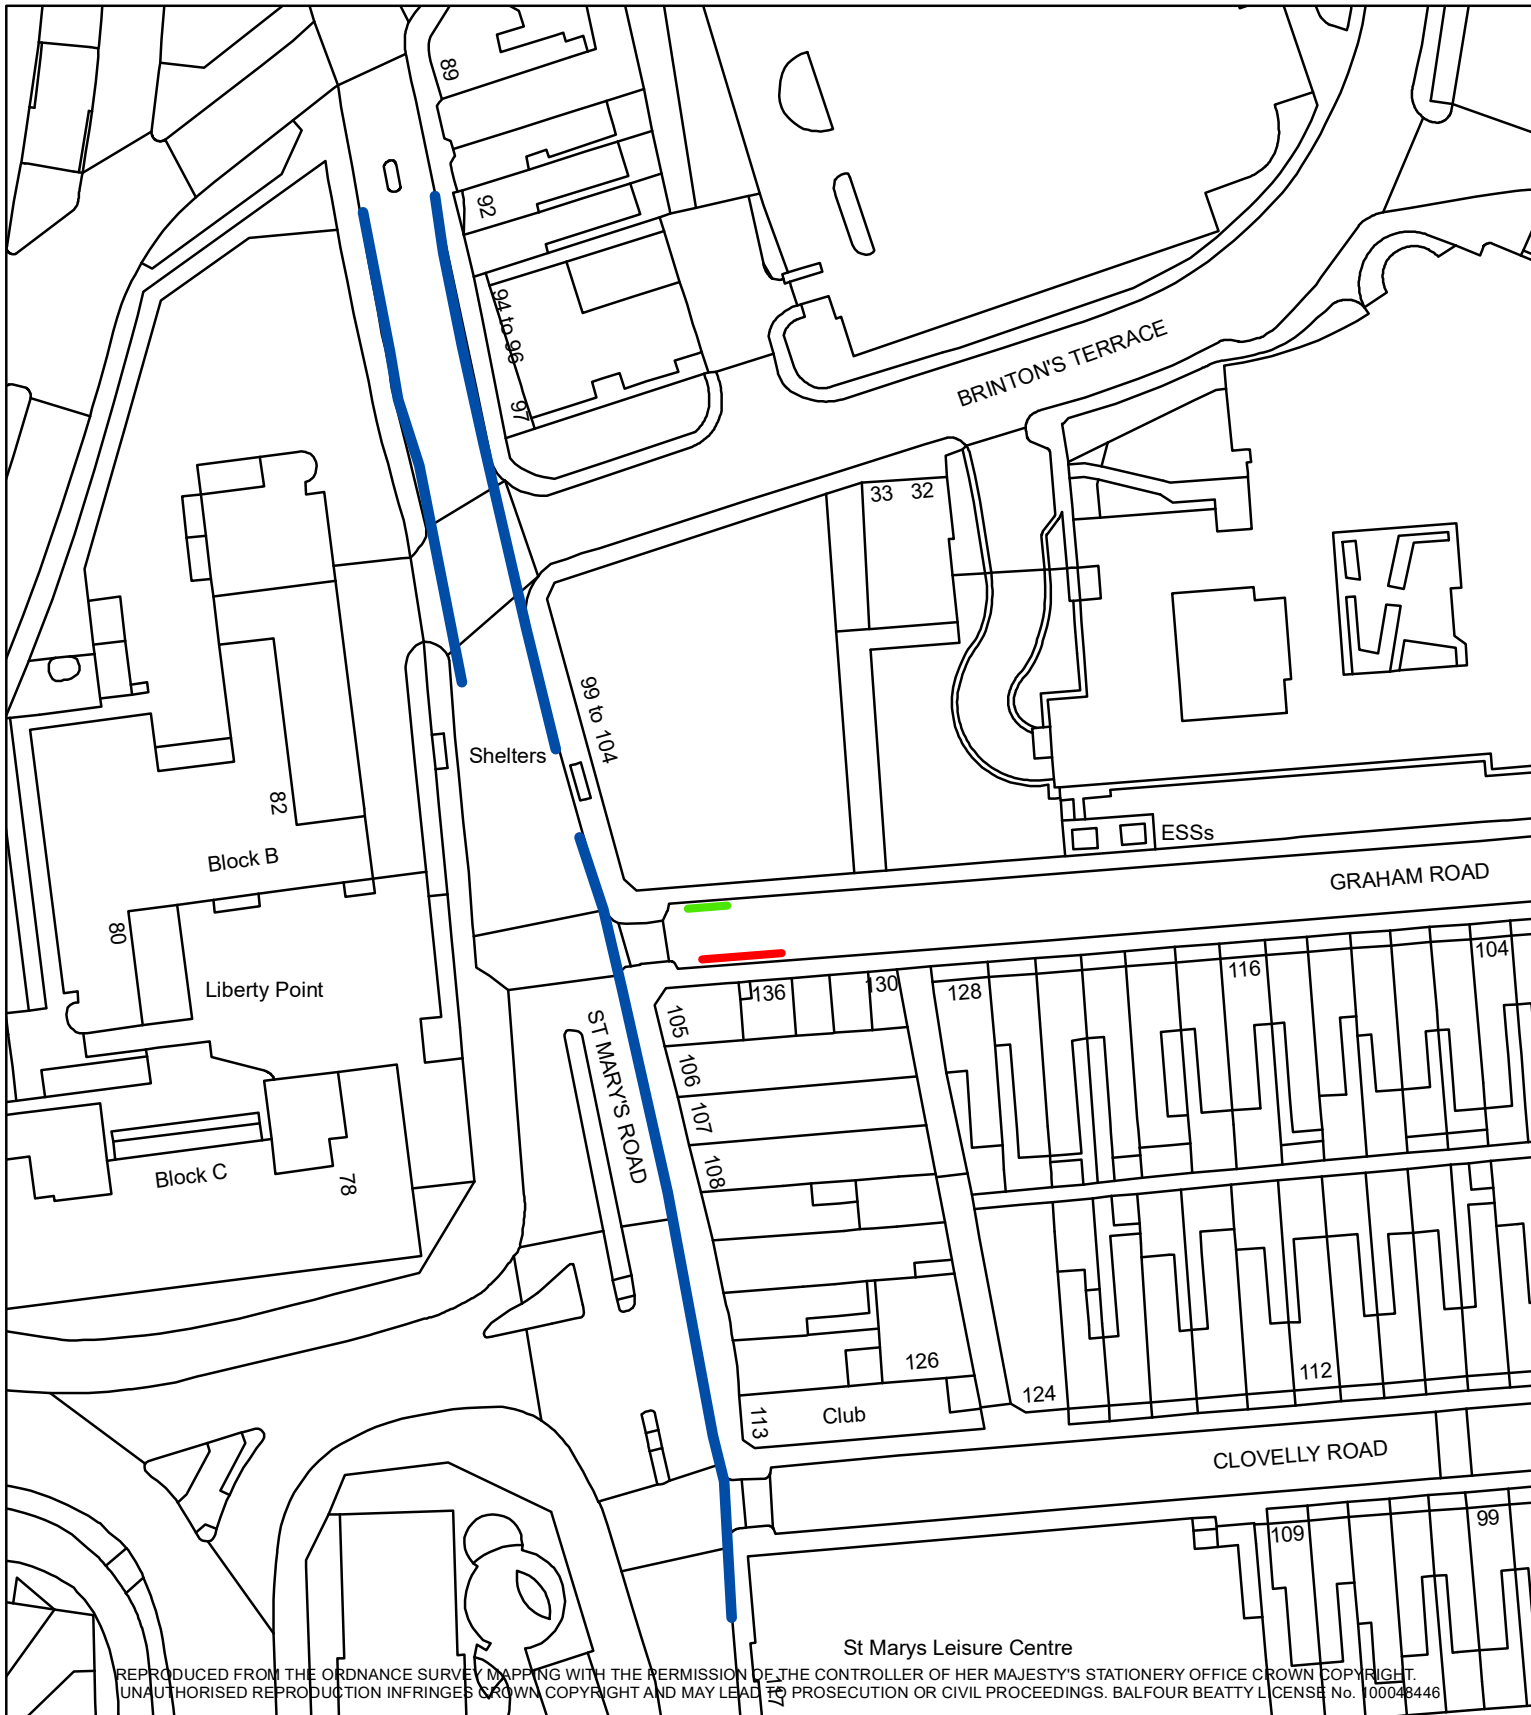 89
92
94 to 96
97
BRINTON'S TERRACE
33
32
99 to 104
Shelters
82
Block B
ESSs
GRAHAM ROAD
80
Liberty Point
136
130
128
116
104
105
106
107
108
ST MARY'S ROAD
Block C
78
126
124
112
113
Club
CLOVELLY ROAD
109
99
St Marys Leisure Centre
117
REPRODUCED FROM THE ORDNANCE SURVEY MAPPING WITH THE PERMISSION OF THE CONTROLLER OF HER MAJESTY'S STATIONERY OFFICE CROWN COPYRIGHT.
UNAUTHORISED REPRODUCTION INFRINGES CROWN COPYRIGHT AND MAY LEAD TO PROSECUTION OR CIVIL PROCEEDINGS. BALFOUR BEATTY LICENSE No. 100048446